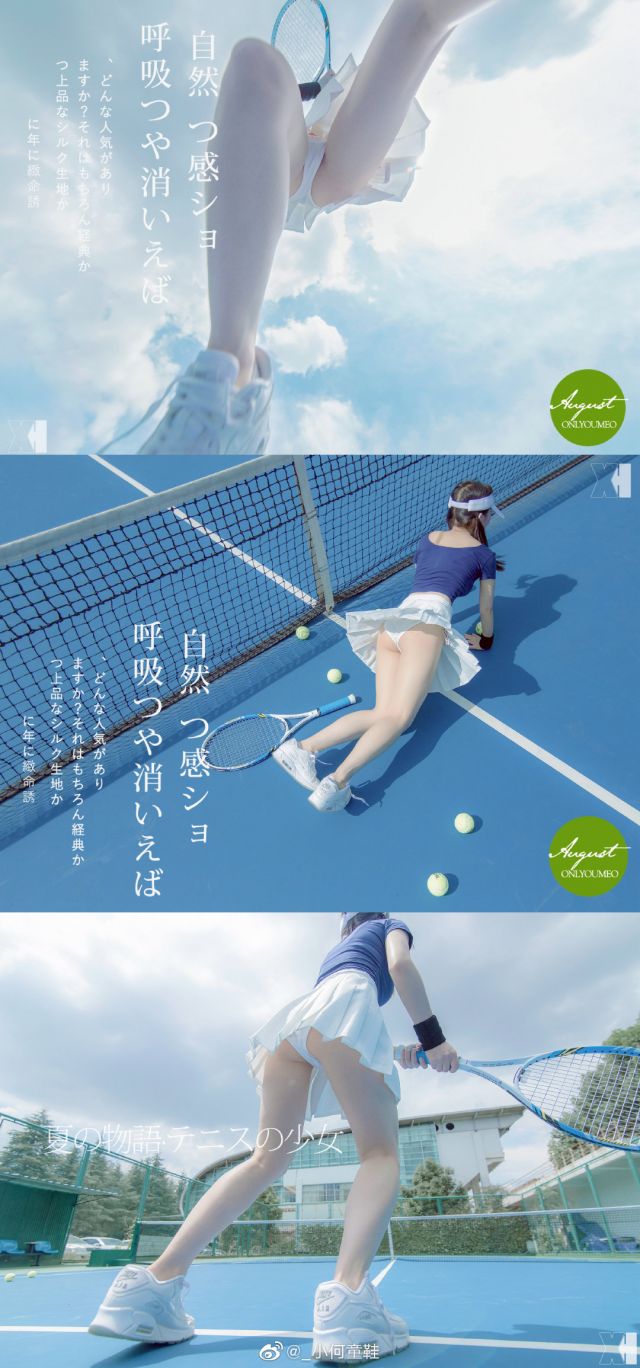 自然 つ感ショ
呼吸つや消いえば
、どんな人気があり
ますか？それはもちろん経典か
つ上品なシルク生地か
に年に緻命誘
August
ONLYOUMEO
自然 つ感ショ
呼吸つや消いえば
、どんな人気があり
ますか？それはもちろん経典か
つ上品なシルク生地か
に年に緻命誘
August
ONLYOUMEO
夏の物語·テニスの少女
@_小何童鞋